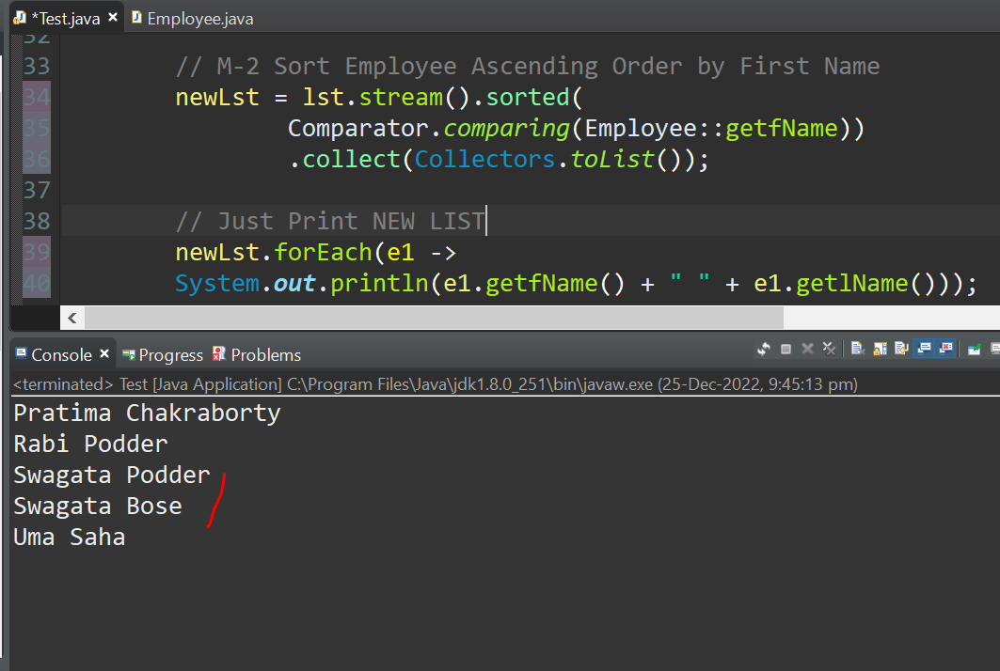 *Test.java Employee.java
32
33 // M-2 Sort Employee Ascending Order by First Name
34 newLst = lst.stream().sorted(
35 Comparator.comparing(Employee::getfName))
36 .collect(Collectors.toList());
37
38 // Just Print NEW LIST
39 newLst.forEach(e1 ->
40 System.out.println(e1.getfName() + " " + e1.getlName()));
Console Progress Problems
<terminated> Test [Java Application] C:\Program Files\Java\jdk1.8.0_251\bin\javaw.exe (25-Dec-2022, 9:45:13 pm)
Pratima Chakraborty
Rabi Podder
Swagata Podder
Swagata Bose
Uma Saha